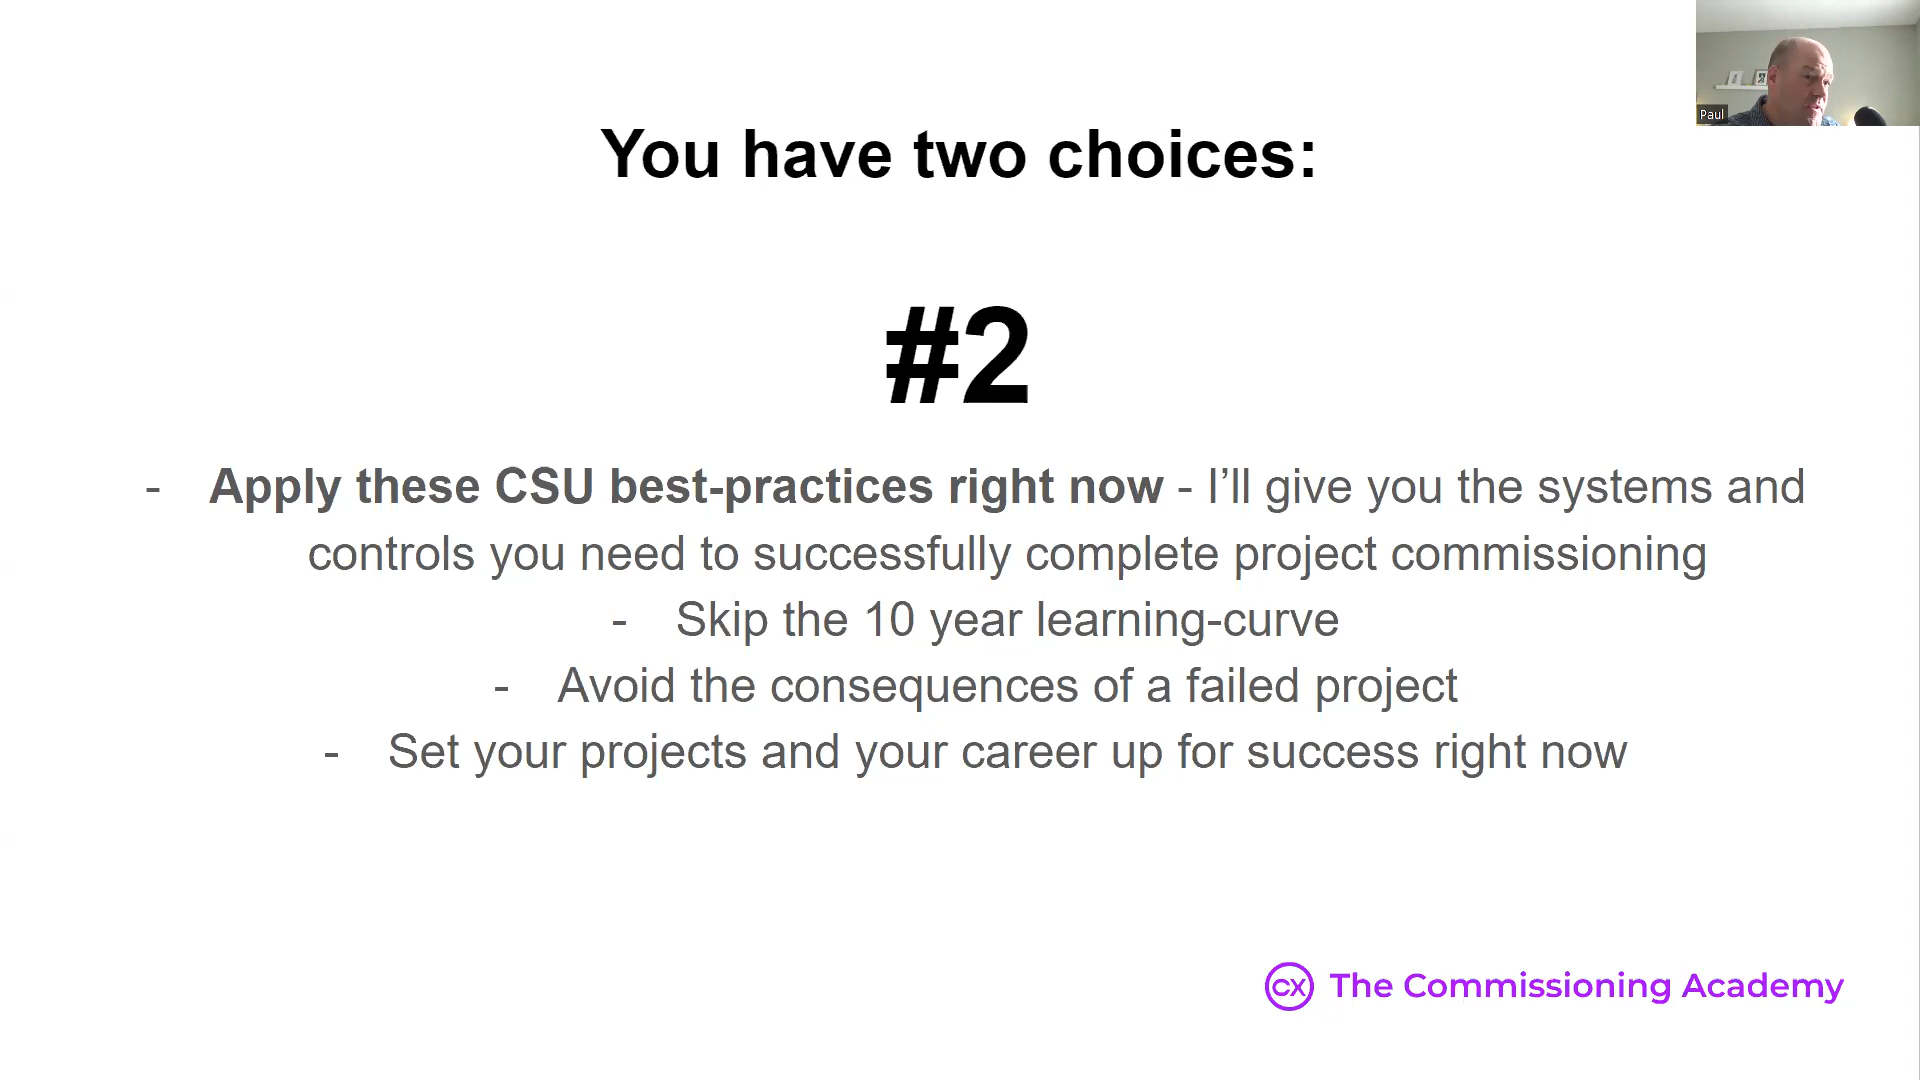 Paul
You have two choices:
#2
- Apply these CSU best-practices right now - I’ll give you the systems and
controls you need to successfully complete project commissioning
- Skip the 10 year learning-curve
- Avoid the consequences of a failed project
- Set your projects and your career up for success right now
CX The Commissioning Academy